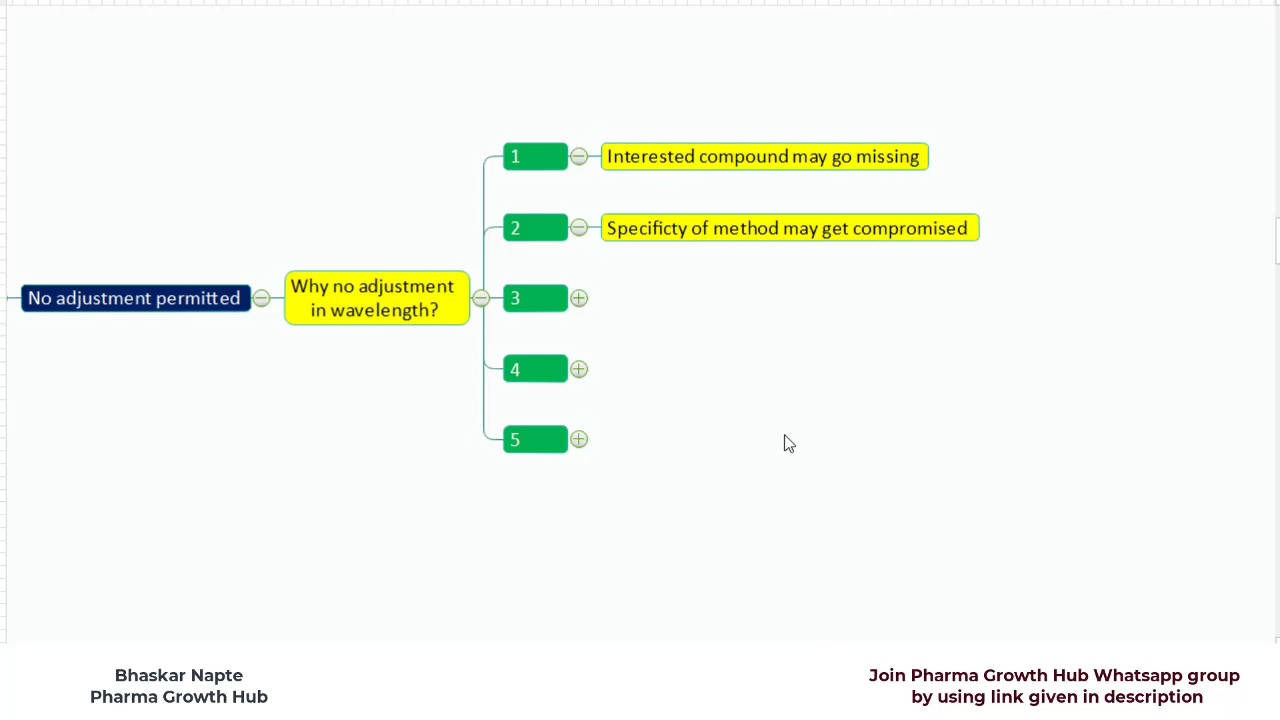 No adjustment permitted
Why no adjustment
in wavelength?
1
Interested compound may go missing
2
Specificty of method may get compromised
3
4
5
Bhaskar Napte
Pharma Growth Hub
Join Pharma Growth Hub Whatsapp group
by using link given in description